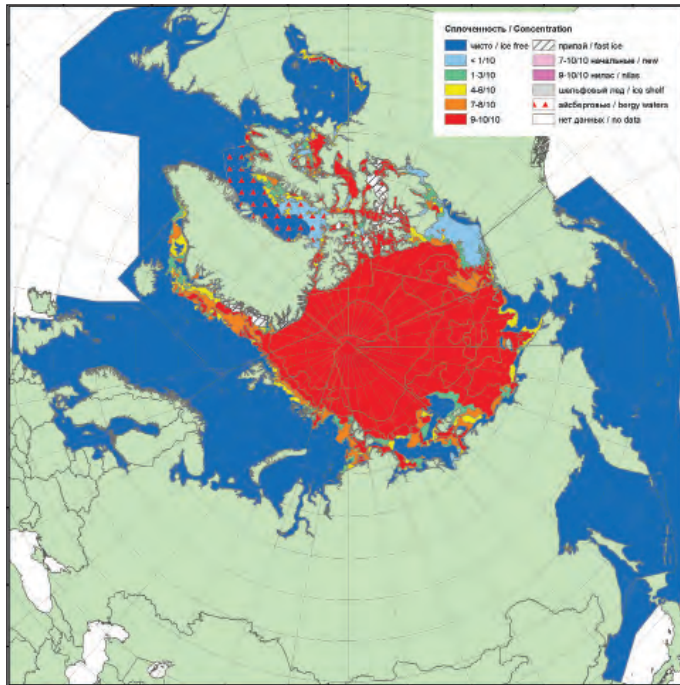 Сплоченность / Concentration
чисто / ice free
< 1/10
1-3/10
4-6/10
7-8/10
9-10/10
припай / fast ice
7-10/10 начальные / new
9-10/10 нилас / nilas
шельфовый лед / ice shelf
айсберговые / bergy waters
нет данных / no data